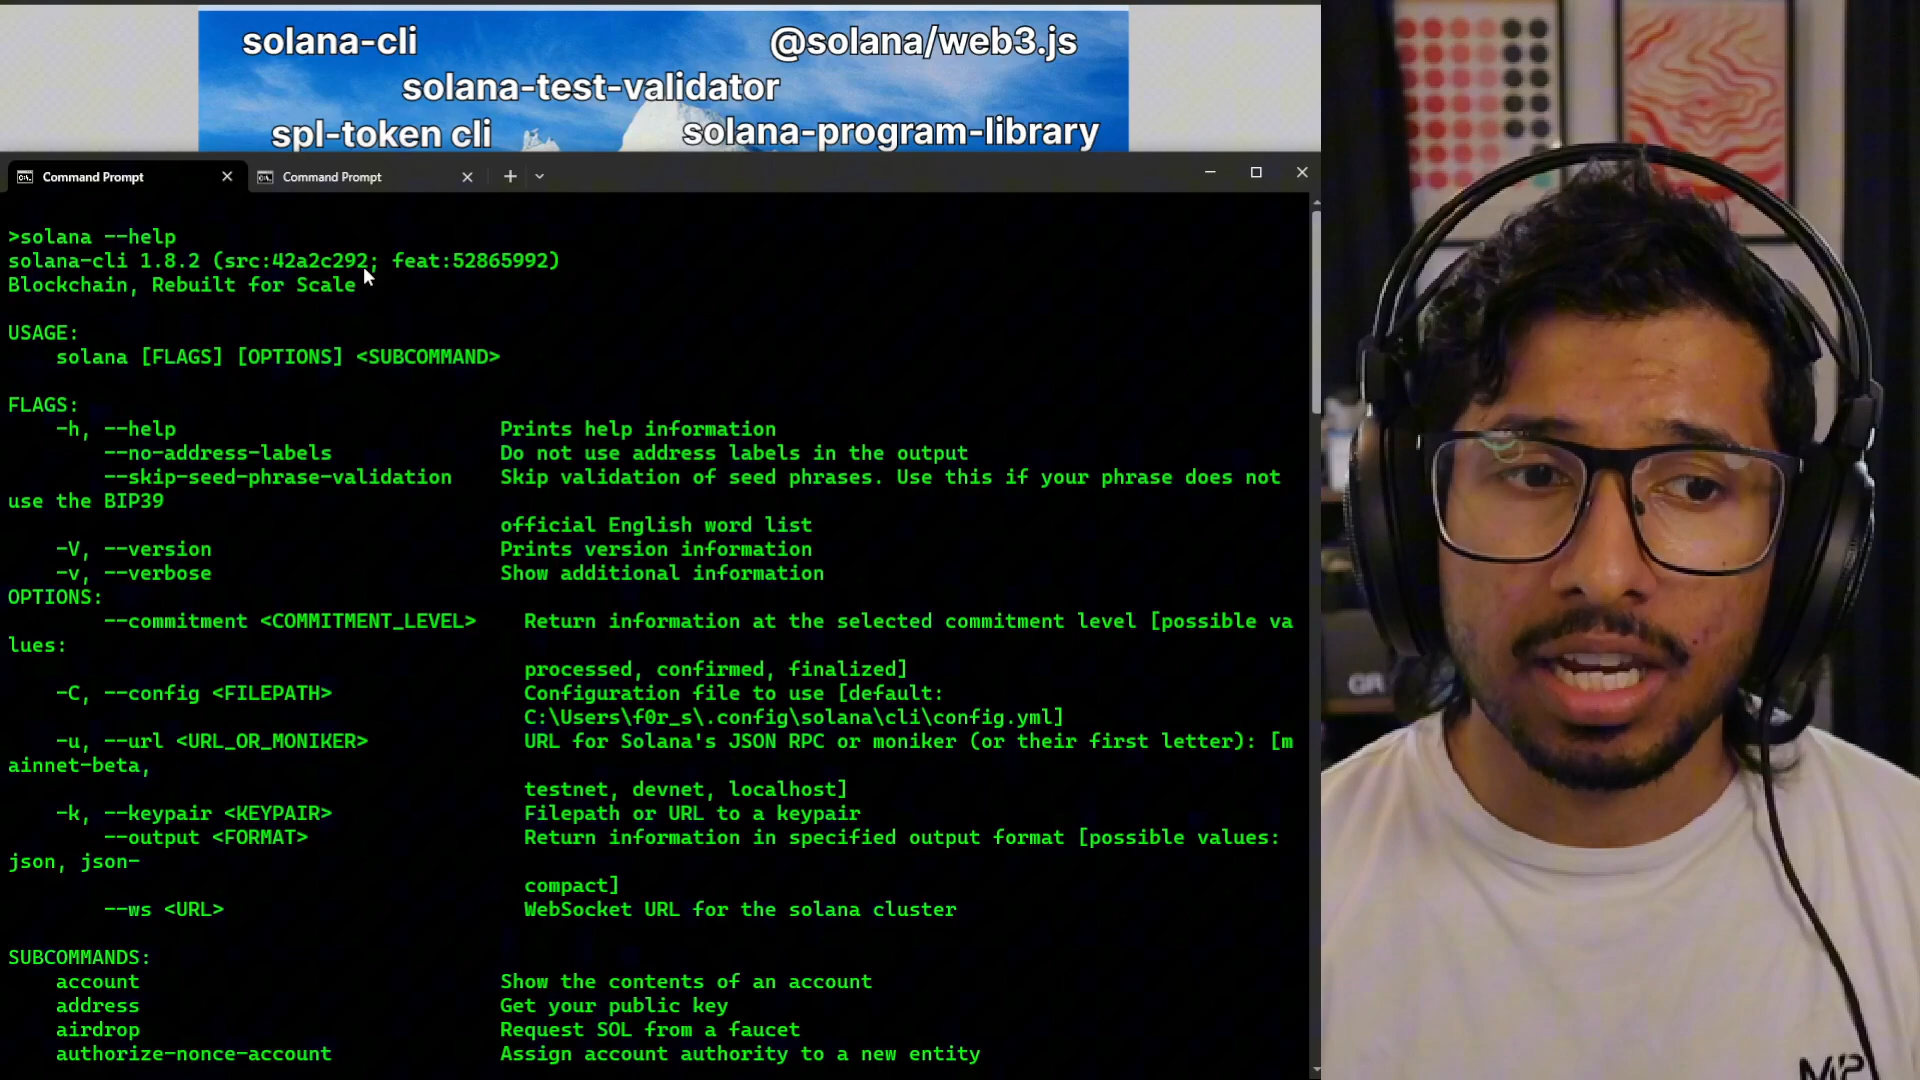 solana-cli @solana/web3.js
solana-test-validator
spl-token cli solana-program-library
Command Prompt Command Prompt
>solana --help
solana-cli 1.8.2 (src:42a2c292; feat:52865992)
Blockchain, Rebuilt for Scale
USAGE:
solana [FLAGS] [OPTIONS] <SUBCOMMAND>
FLAGS:
-h, --help Prints help information
--no-address-labels Do not use address labels in the output
--skip-seed-phrase-validation Skip validation of seed phrases. Use this if your phrase does not
use the BIP39
official English word list
-V, --version Prints version information
-v, --verbose Show additional information
OPTIONS:
--commitment <COMMITMENT_LEVEL> Return information at the selected commitment level [possible va
lues:
processed, confirmed, finalized]
-C, --config <FILEPATH> Configuration file to use [default:
C:\Users\f0r_s\.config\solana\cli\config.yml]
-u, --url <URL_OR_MONIKER> URL for Solana's JSON RPC or moniker (or their first letter): [m
ainnet-beta,
testnet, devnet, localhost]
-k, --keypair <KEYPAIR> Filepath or URL to a keypair
--output <FORMAT> Return information in specified output format [possible values:
json, json-
compact]
--ws <URL> WebSocket URL for the solana cluster
SUBCOMMANDS:
account Show the contents of an account
address Get your public key
airdrop Request SOL from a faucet
authorize-nonce-account Assign account authority to a new entity